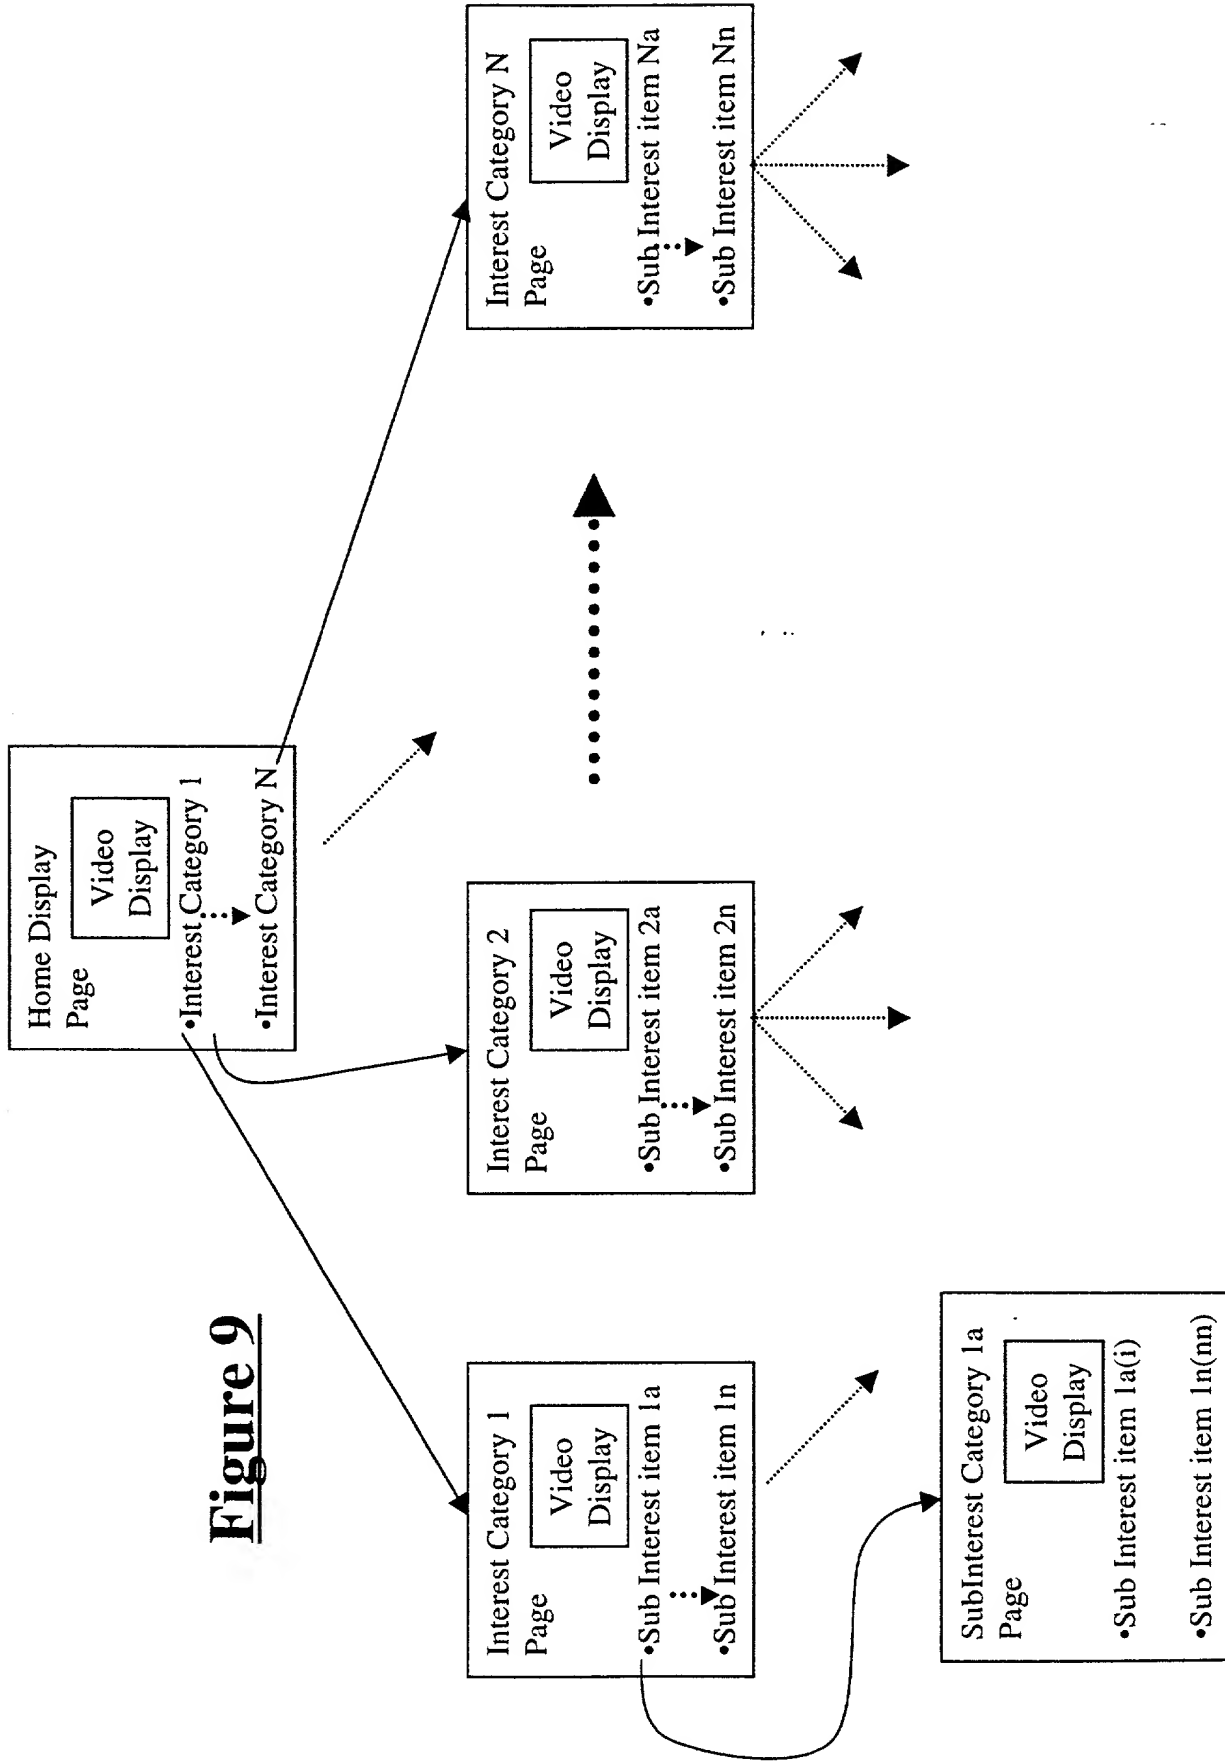 Figure 9
Home Display
Page
Video
Display
•Interest Category 1
•Interest Category N
Interest Category 1
Page
Video
Display
•Sub Interest item 1a
•Sub Interest item 1n
Interest Category 2
Page
Video
Display
•Sub Interest item 2a
•Sub Interest item 2n
Interest Category N
Page
Video
Display
•Sub Interest item Na
•Sub Interest item Nn
SubInterest Category 1a
Page
Video
Display
•Sub Interest item 1a(i)
•Sub Interest item 1n(nn)